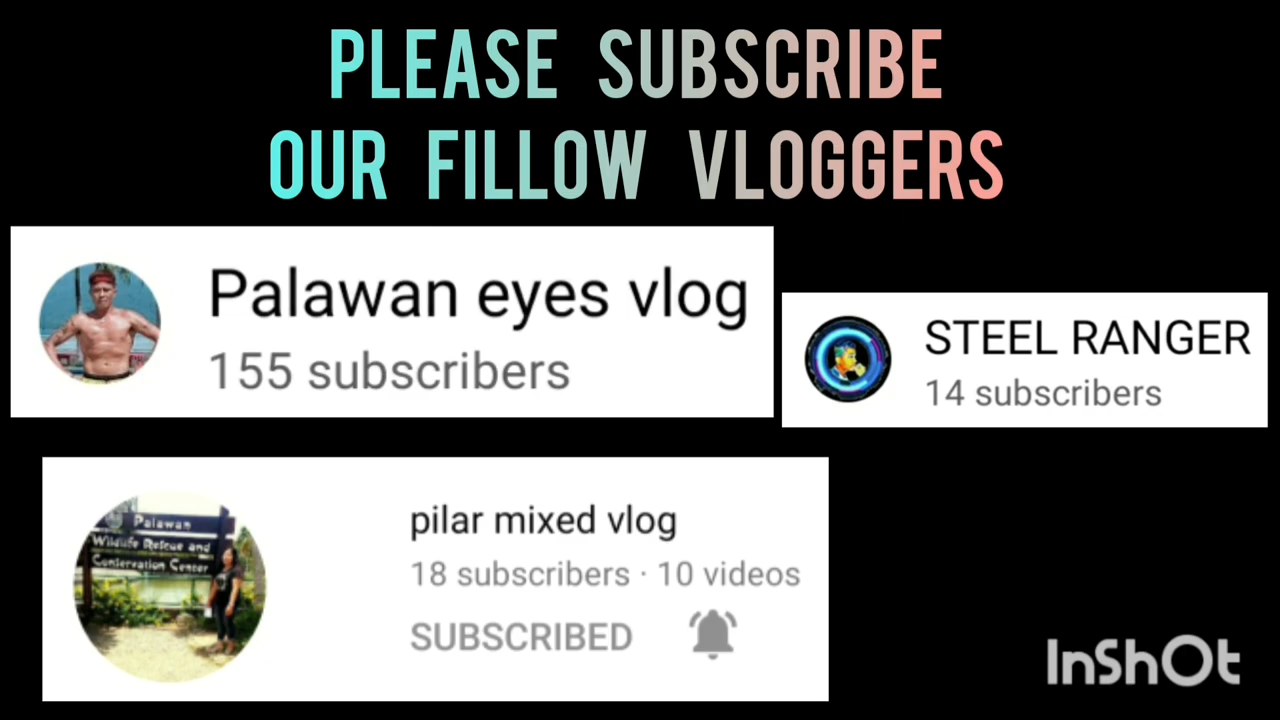 PLEASE SUBSCRIBE
OUR FILLOW VLOGGERS
Palawan eyes vlog
155 subscribers
STEEL RANGER
14 subscribers
Palawan
Wildlife Rescue and
Conservation Center
pilar mixed vlog
18 subscribers · 10 videos
SUBSCRIBED
InShOt